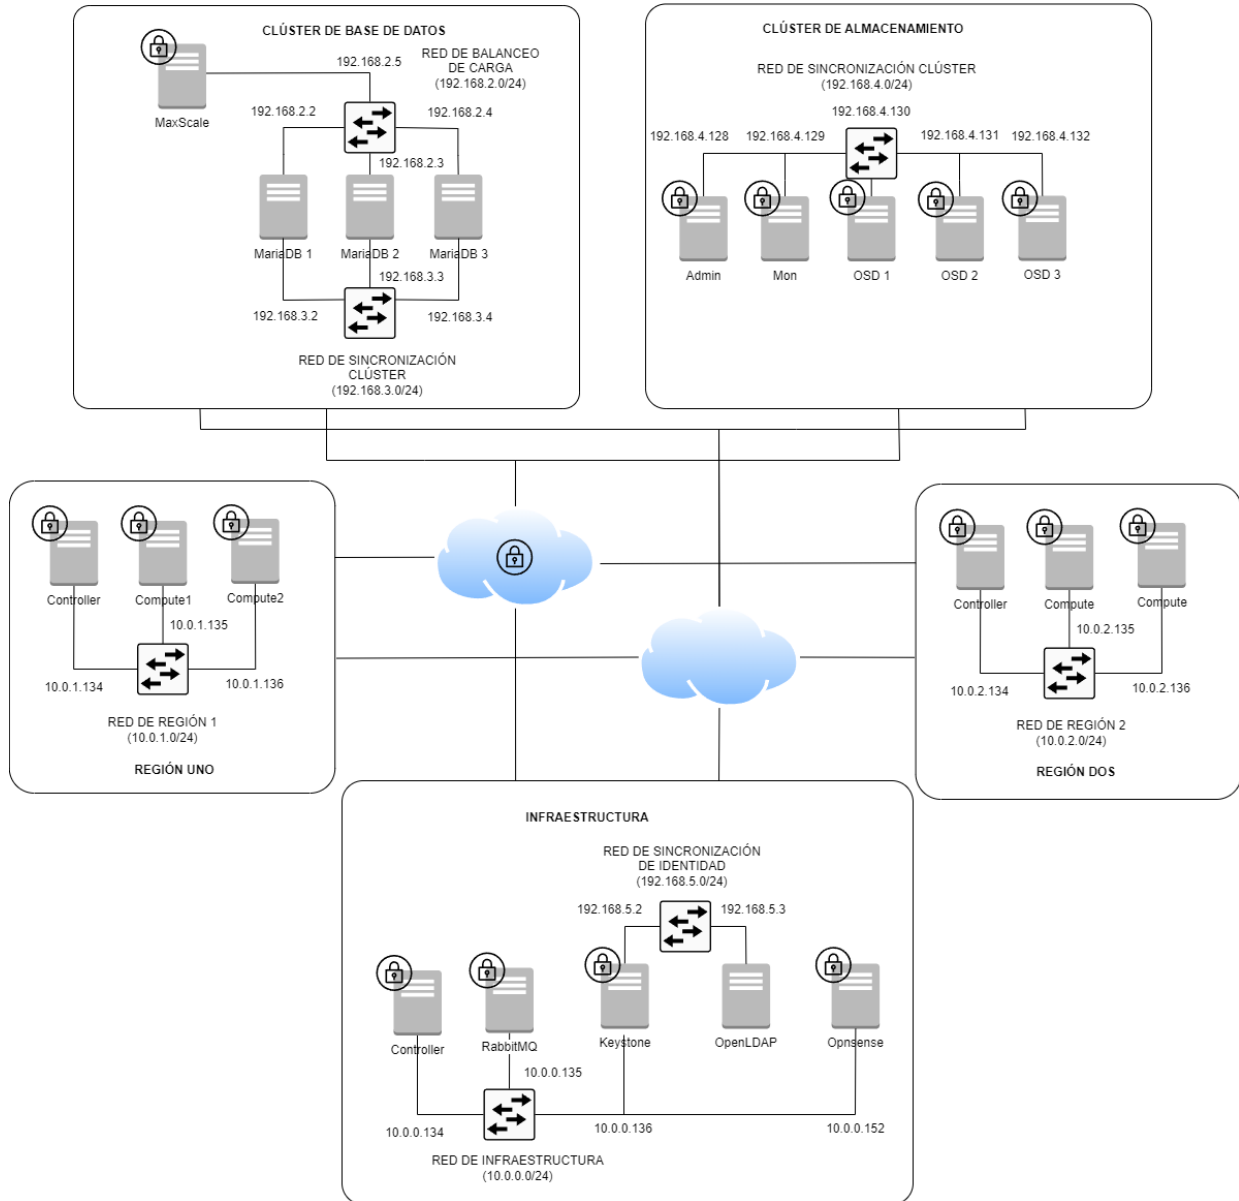 CLÚSTER DE BASE DE DATOS
192.168.2.5
RED DE BALANCEO
DE CARGA
(192.168.2.0/24)
MaxScale
192.168.2.2
192.168.2.4
192.168.2.3
MariaDB 1
MariaDB 2
MariaDB 3
192.168.3.3
192.168.3.2
192.168.3.4
RED DE SINCRONIZACIÓN
CLÚSTER
(192.168.3.0/24)
CLÚSTER DE ALMACENAMIENTO
RED DE SINCRONIZACIÓN CLÚSTER
(192.168.4.0/24)
192.168.4.130
192.168.4.128
192.168.4.129
192.168.4.131
192.168.4.132
Admin
Mon
OSD 1
OSD 2
OSD 3
Controller
Compute1
Compute2
10.0.1.135
10.0.1.134
10.0.1.136
RED DE REGIÓN 1
(10.0.1.0/24)
REGIÓN UNO
Controller
Compute
Compute
10.0.2.135
10.0.2.134
10.0.2.136
RED DE REGIÓN 2
(10.0.2.0/24)
REGIÓN DOS
INFRAESTRUCTURA
RED DE SINCRONIZACIÓN
DE IDENTIDAD
(192.168.5.0/24)
192.168.5.2
192.168.5.3
Controller
RabbitMQ
Keystone
OpenLDAP
Opnsense
10.0.0.135
10.0.0.134
10.0.0.136
10.0.0.152
RED DE INFRAESTRUCTURA
(10.0.0.0/24)